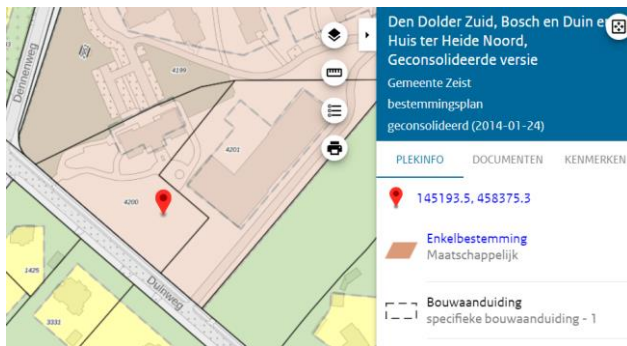 Dennenweg
4199
4201
4200
Duinweg
1425
3331
Den Dolder Zuid, Bosch en Duin en
Huis ter Heide Noord,
Geconsolideerde versie
Gemeente Zeist
bestemmingsplan
geconsolideerd (2014-01-24)
PLEKINFO DOCUMENTEN KENMERKEN
145193.5, 458375.3
Enkelbestemming
Maatschappelijk
Bouwaanduiding
specifieke bouwaanduiding - 1